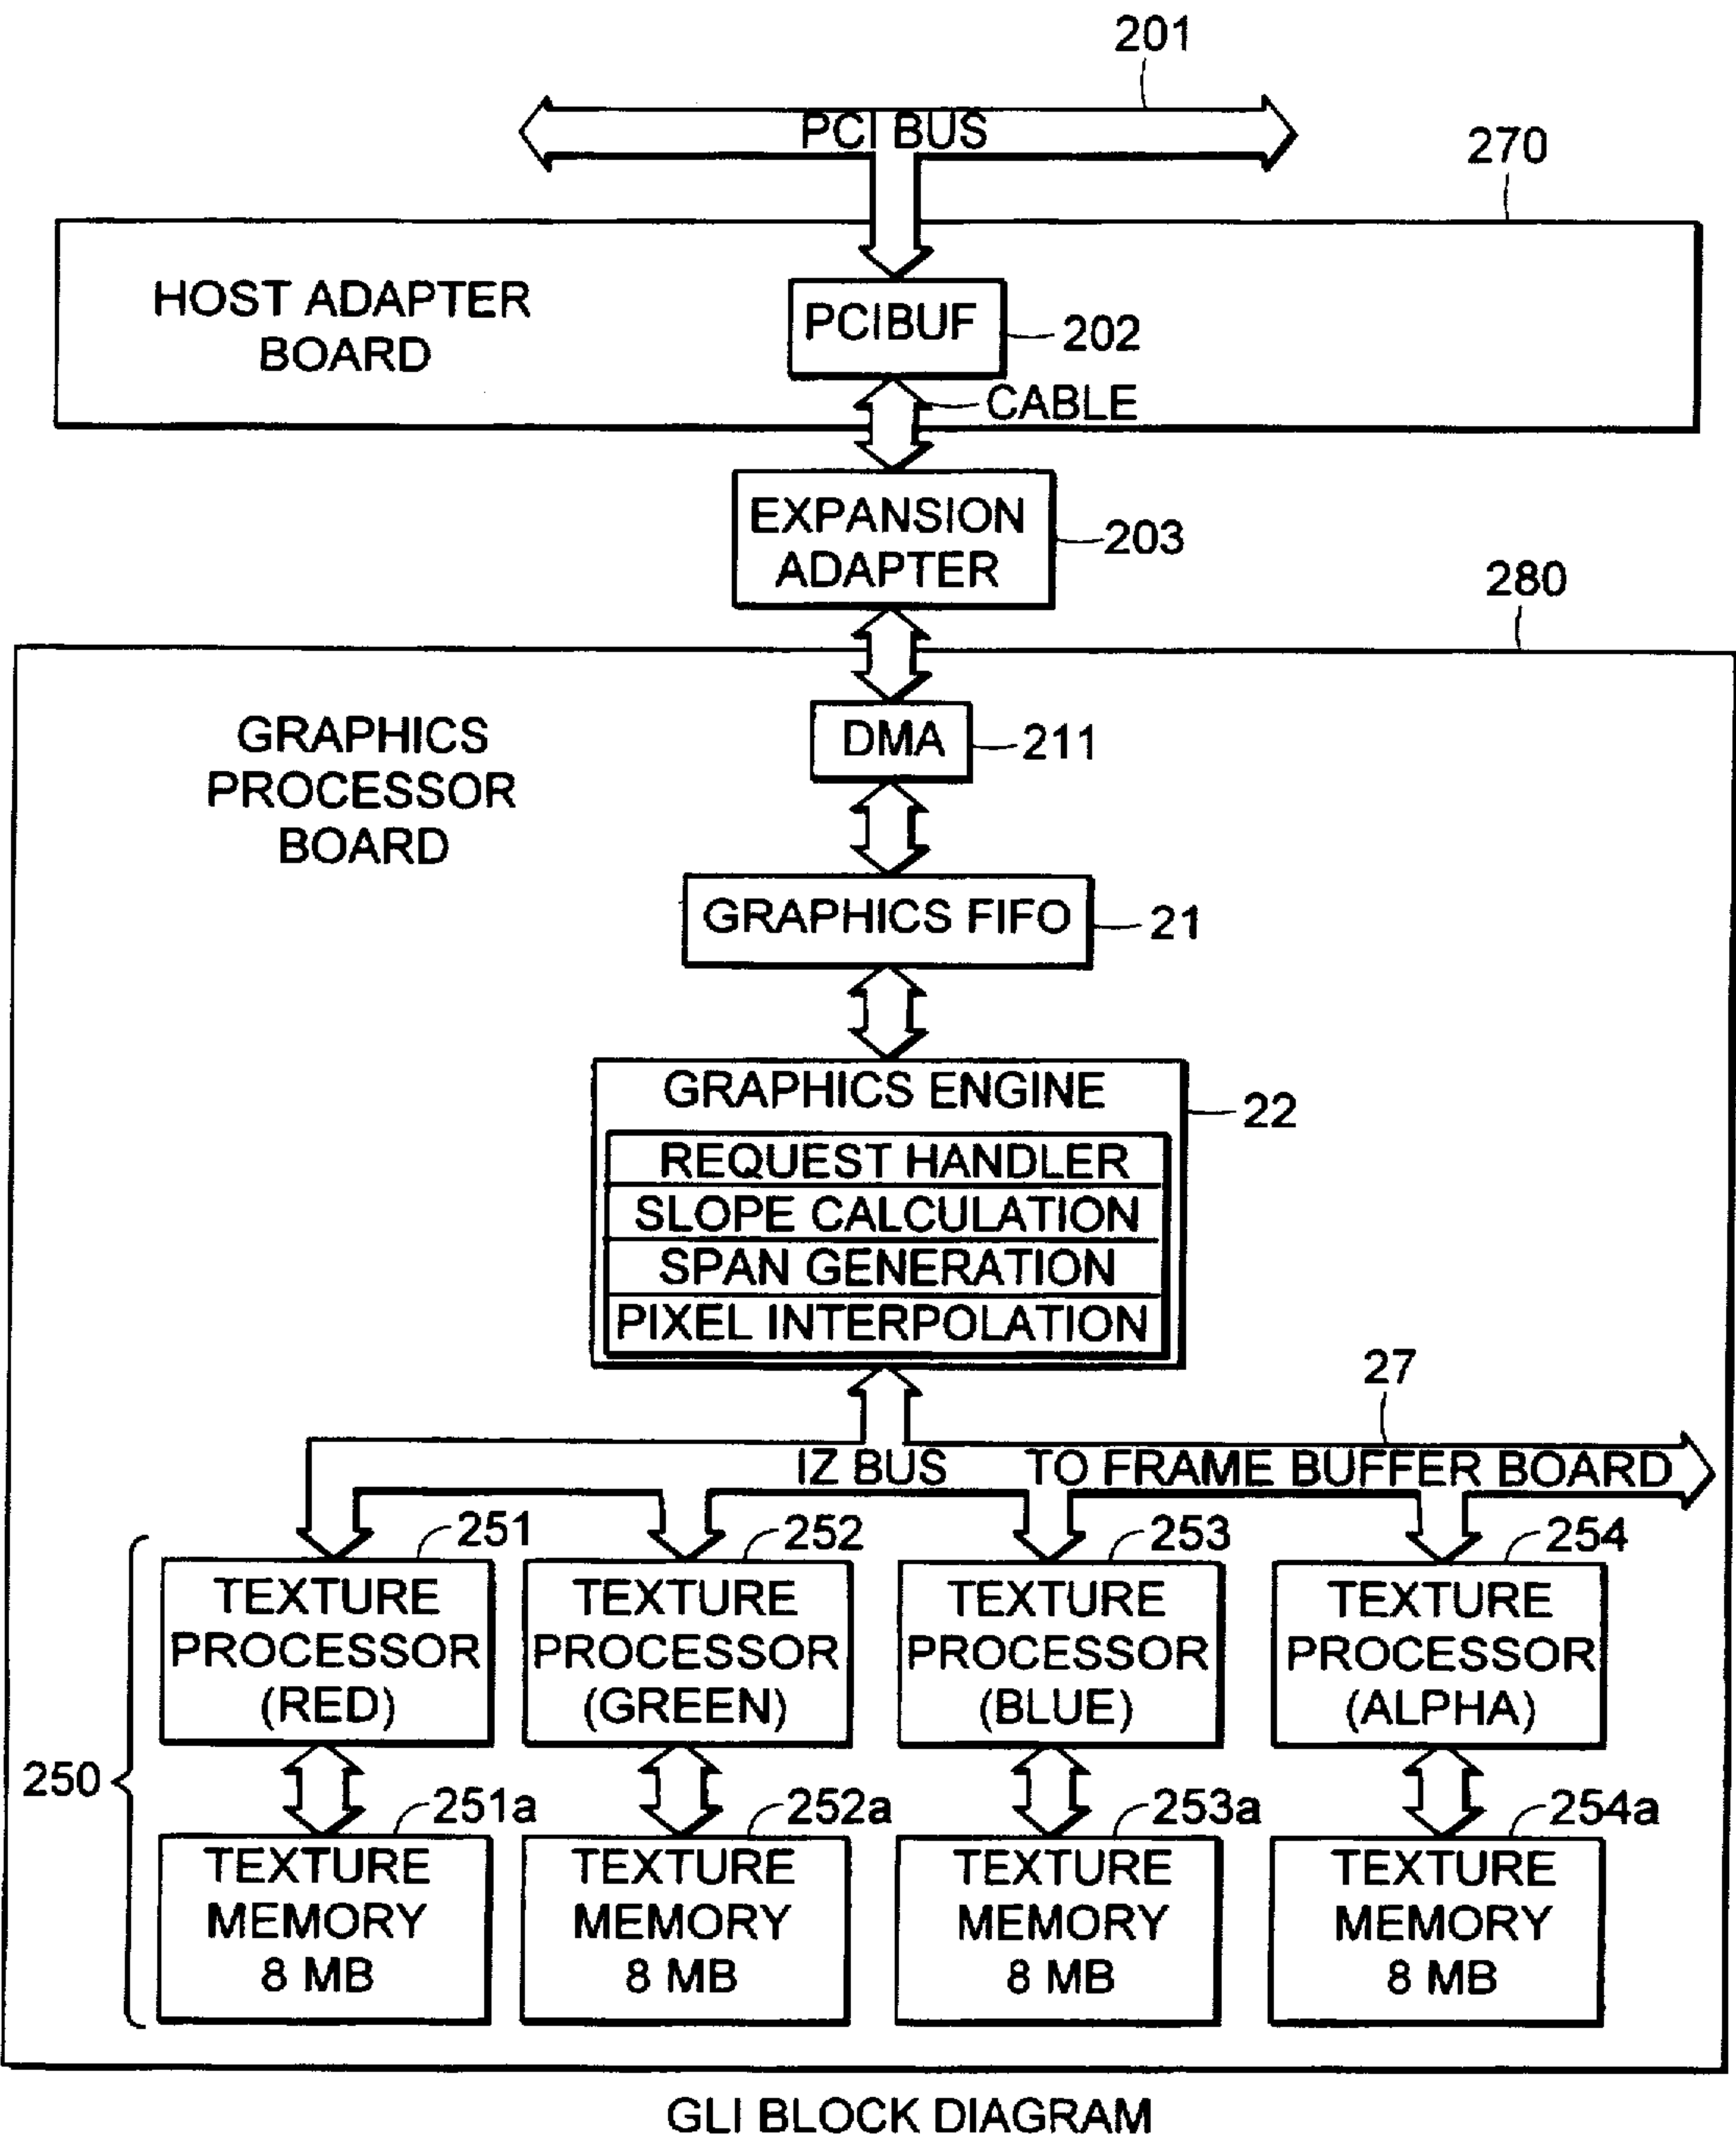 201
PCI BUS
270
HOST ADAPTER
BOARD
PCIBUF
202
CABLE
EXPANSION
ADAPTER
203
280
GRAPHICS
PROCESSOR
BOARD
DMA
211
GRAPHICS FIFO
21
GRAPHICS ENGINE
22
REQUEST HANDLER
SLOPE CALCULATION
SPAN GENERATION
PIXEL INTERPOLATION
27
IZ BUS TO FRAME BUFFER BOARD
251
252
253
254
TEXTURE
PROCESSOR
(RED)
TEXTURE
PROCESSOR
(GREEN)
TEXTURE
PROCESSOR
(BLUE)
TEXTURE
PROCESSOR
(ALPHA)
250
251a
252a
253a
254a
TEXTURE
MEMORY
8 MB
TEXTURE
MEMORY
8 MB
TEXTURE
MEMORY
8 MB
TEXTURE
MEMORY
8 MB
GLI BLOCK DIAGRAM